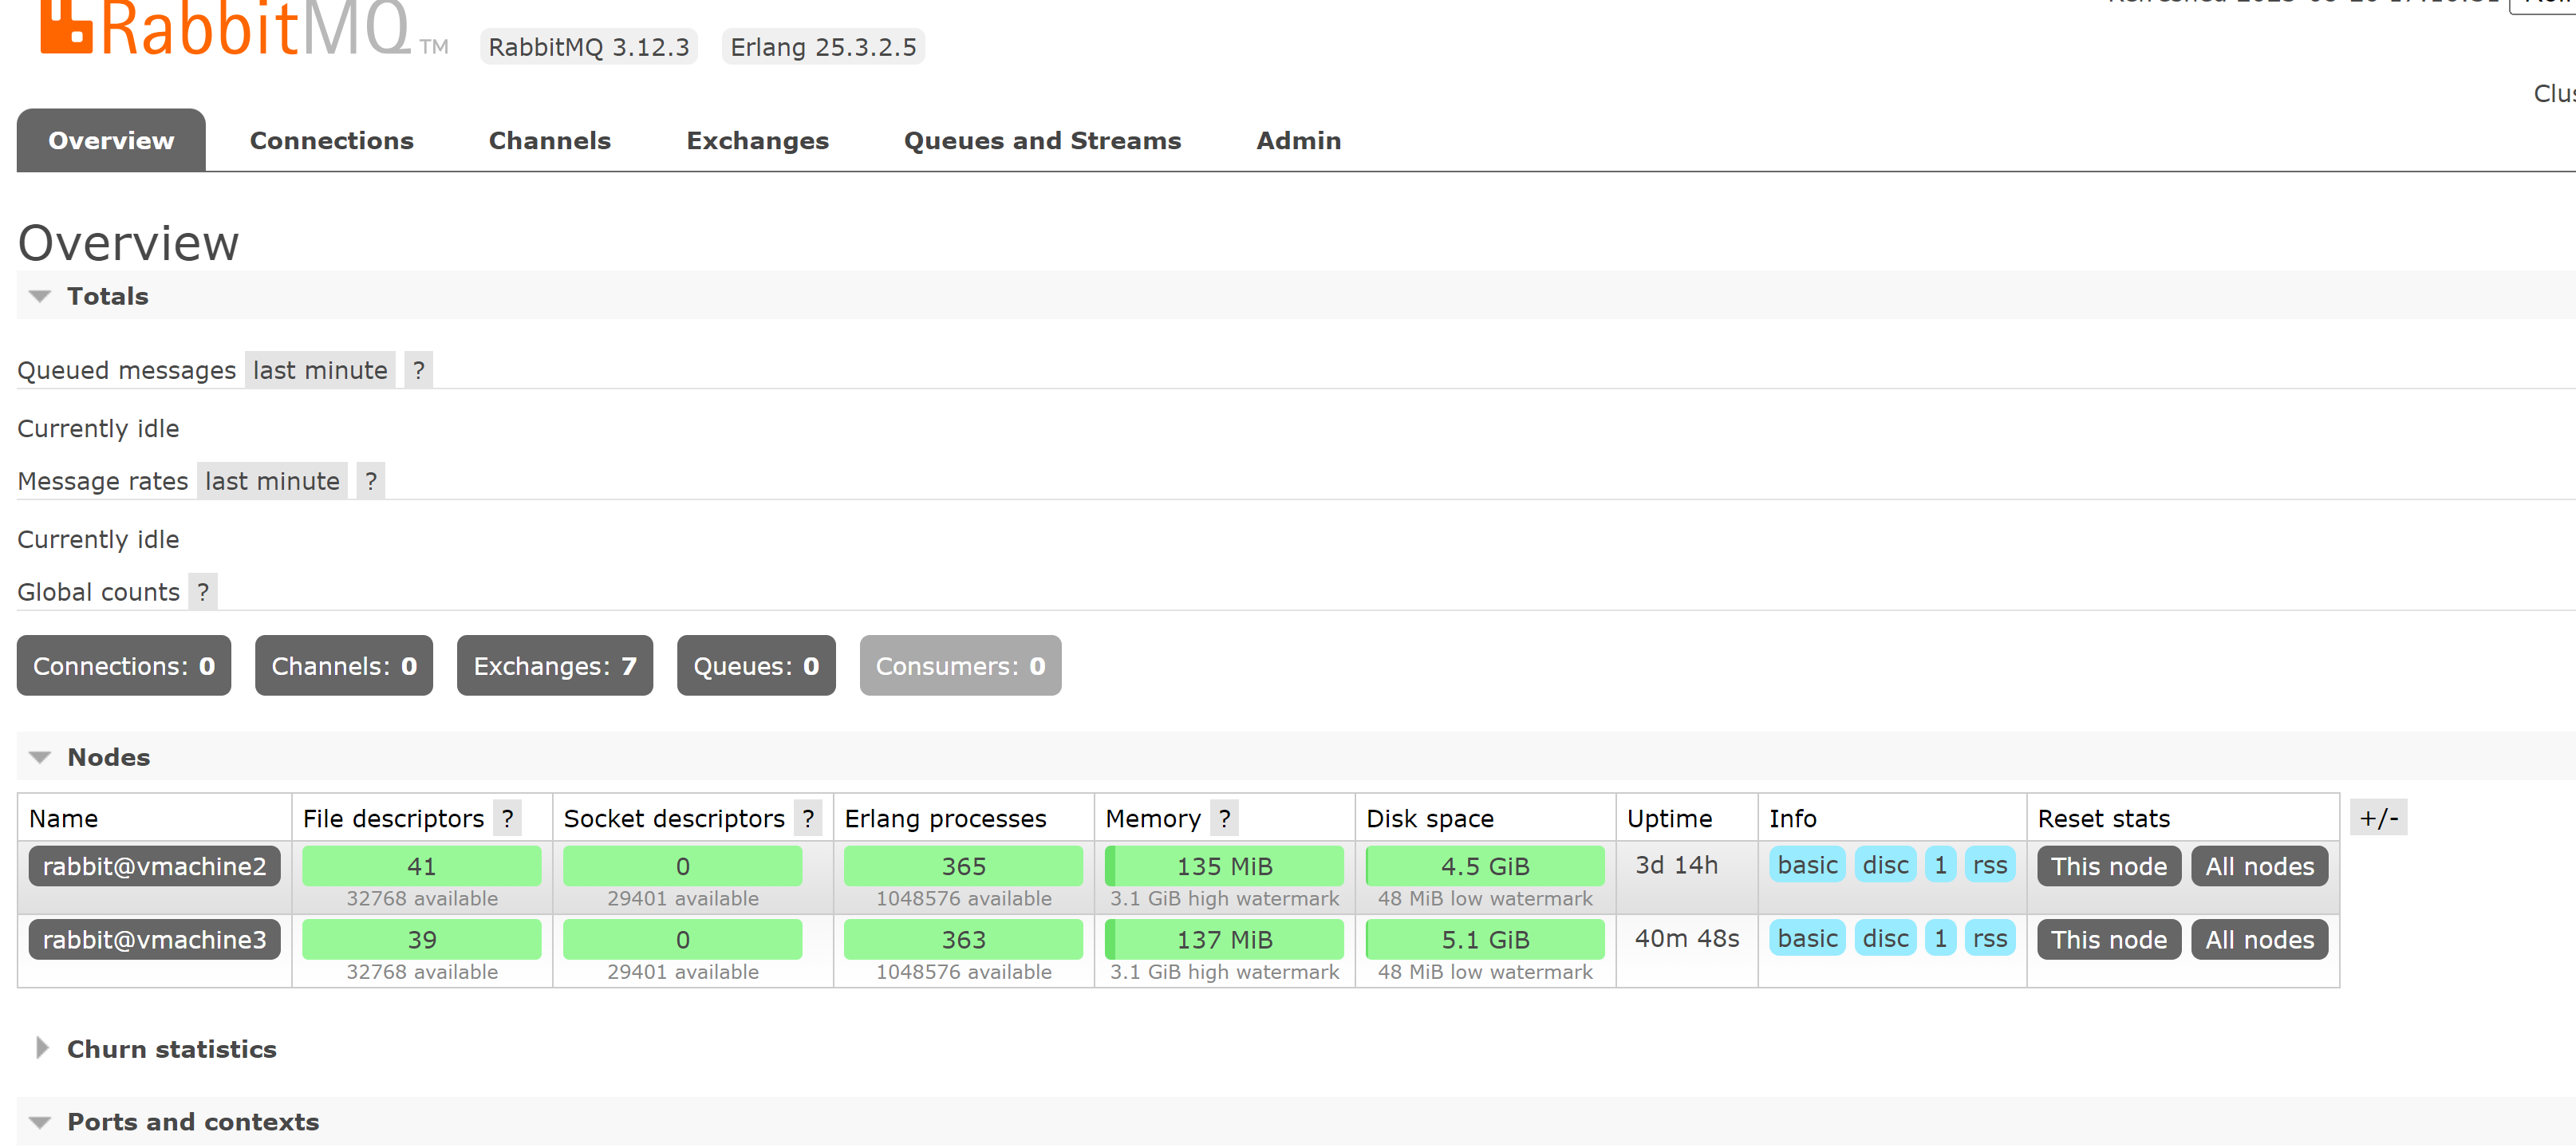 RabbitMQ TM RabbitMQ 3.12.3 Erlang 25.3.2.5
Overview Connections Channels Exchanges Queues and Streams Admin
Overview
Totals
Queued messages last minute ?
Currently idle
Message rates last minute ?
Currently idle
Global counts ?
Connections: 0 Channels: 0 Exchanges: 7 Queues: 0 Consumers: 0
Nodes
Name File descriptors ? Socket descriptors ? Erlang processes Memory ? Disk space Uptime Info Reset stats +/-
rabbit@vmachine2 41 0 365 135 MiB 4.5 GiB 3d 14h basic disc 1 rss This node All nodes
32768 available 29401 available 1048576 available 3.1 GiB high watermark 48 MiB low watermark
rabbit@vmachine3 39 0 363 137 MiB 5.1 GiB 40m 48s basic disc 1 rss This node All nodes
32768 available 29401 available 1048576 available 3.1 GiB high watermark 48 MiB low watermark
Churn statistics
Ports and contexts